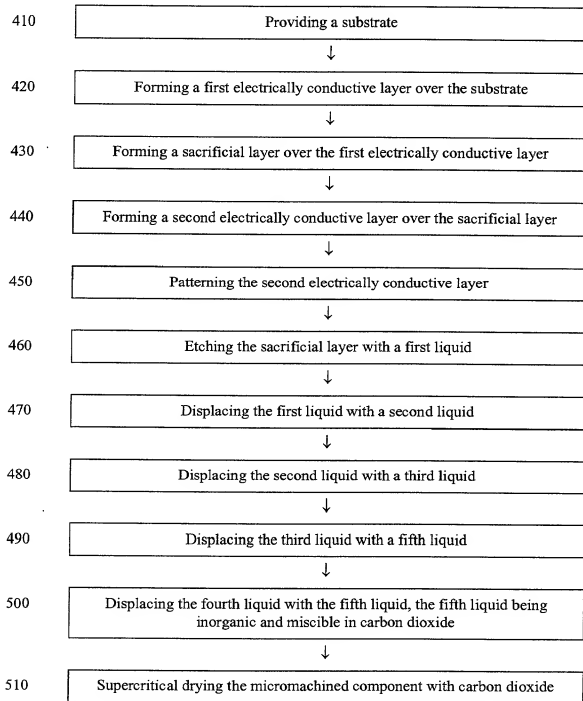 410 Providing a substrate
↓
420 Forming a first electrically conductive layer over the substrate
↓
430 Forming a sacrificial layer over the first electrically conductive layer
↓
440 Forming a second electrically conductive layer over the sacrificial layer
↓
450 Patterning the second electrically conductive layer
↓
460 Etching the sacrificial layer with a first liquid
↓
470 Displacing the first liquid with a second liquid
↓
480 Displacing the second liquid with a third liquid
↓
490 Displacing the third liquid with a fifth liquid
↓
500 Displacing the fourth liquid with the fifth liquid, the fifth liquid being
inorganic and miscible in carbon dioxide
↓
510 Supercritical drying the micromachined component with carbon dioxide